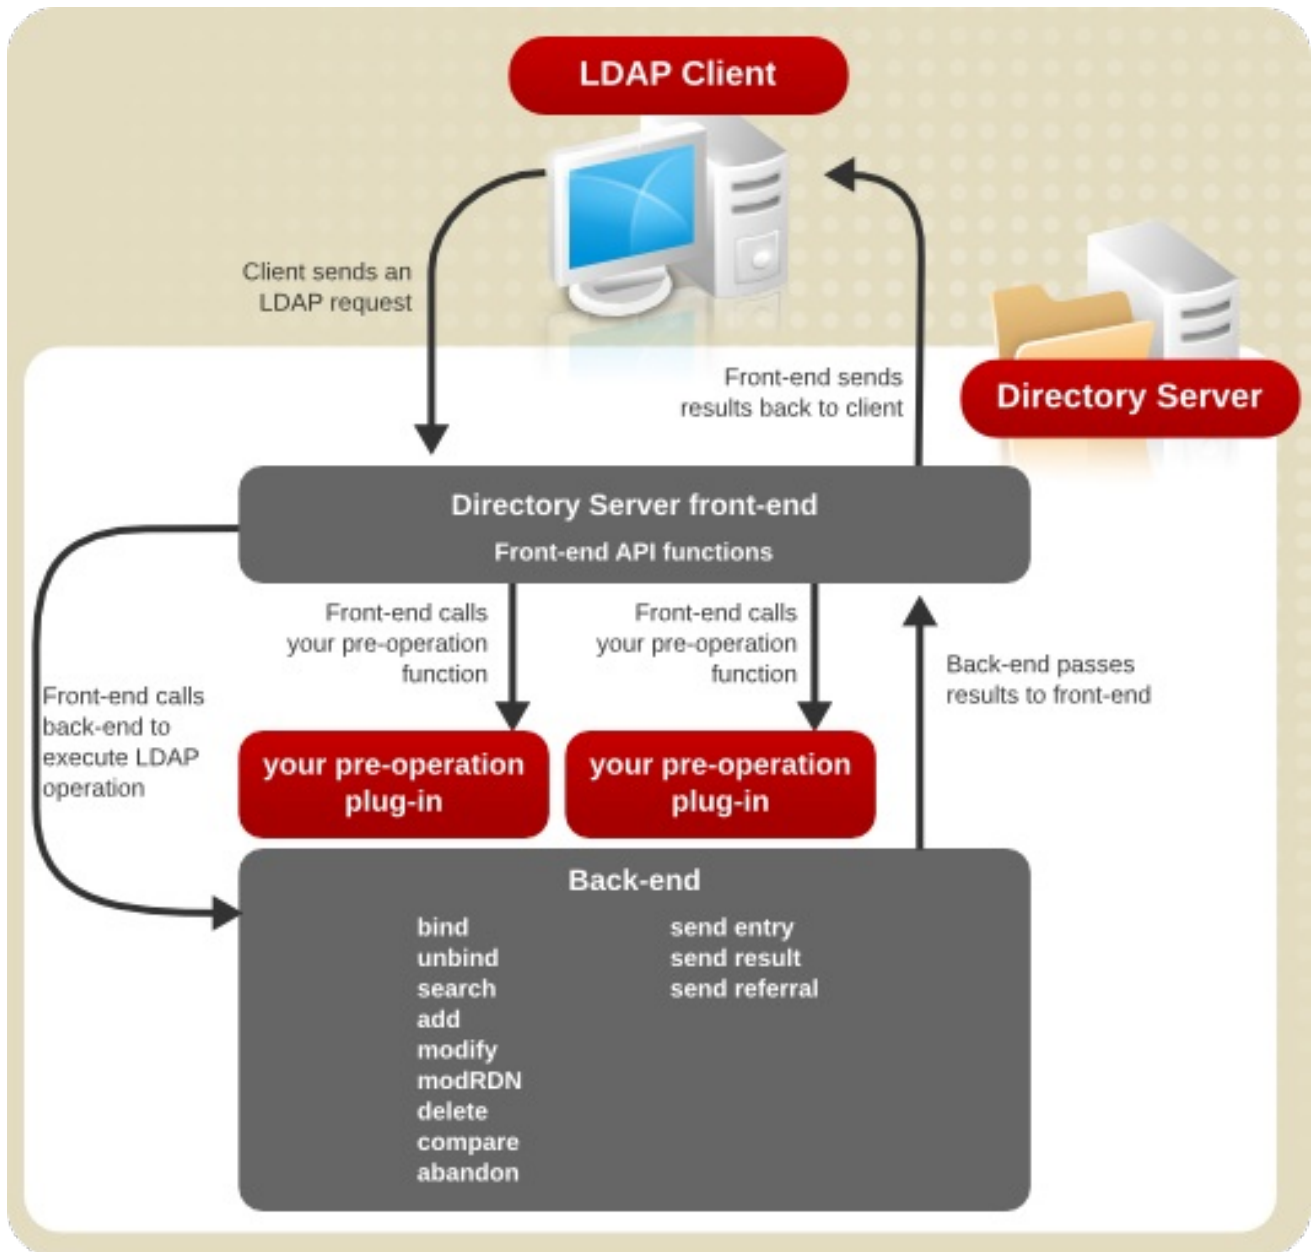 LDAP Client
Client sends an
LDAP request
Front-end sends
results back to client
Directory Server
Directory Server front-end
Front-end API functions
Front-end calls
your pre-operation
function
Front-end calls
your pre-operation
function
Back-end passes
results to front-end
Front-end calls
back-end to
execute LDAP
operation
your pre-operation
plug-in
your pre-operation
plug-in
Back-end
bind
unbind
search
add
modify
modRDN
delete
compare
abandon
send entry
send result
send referral